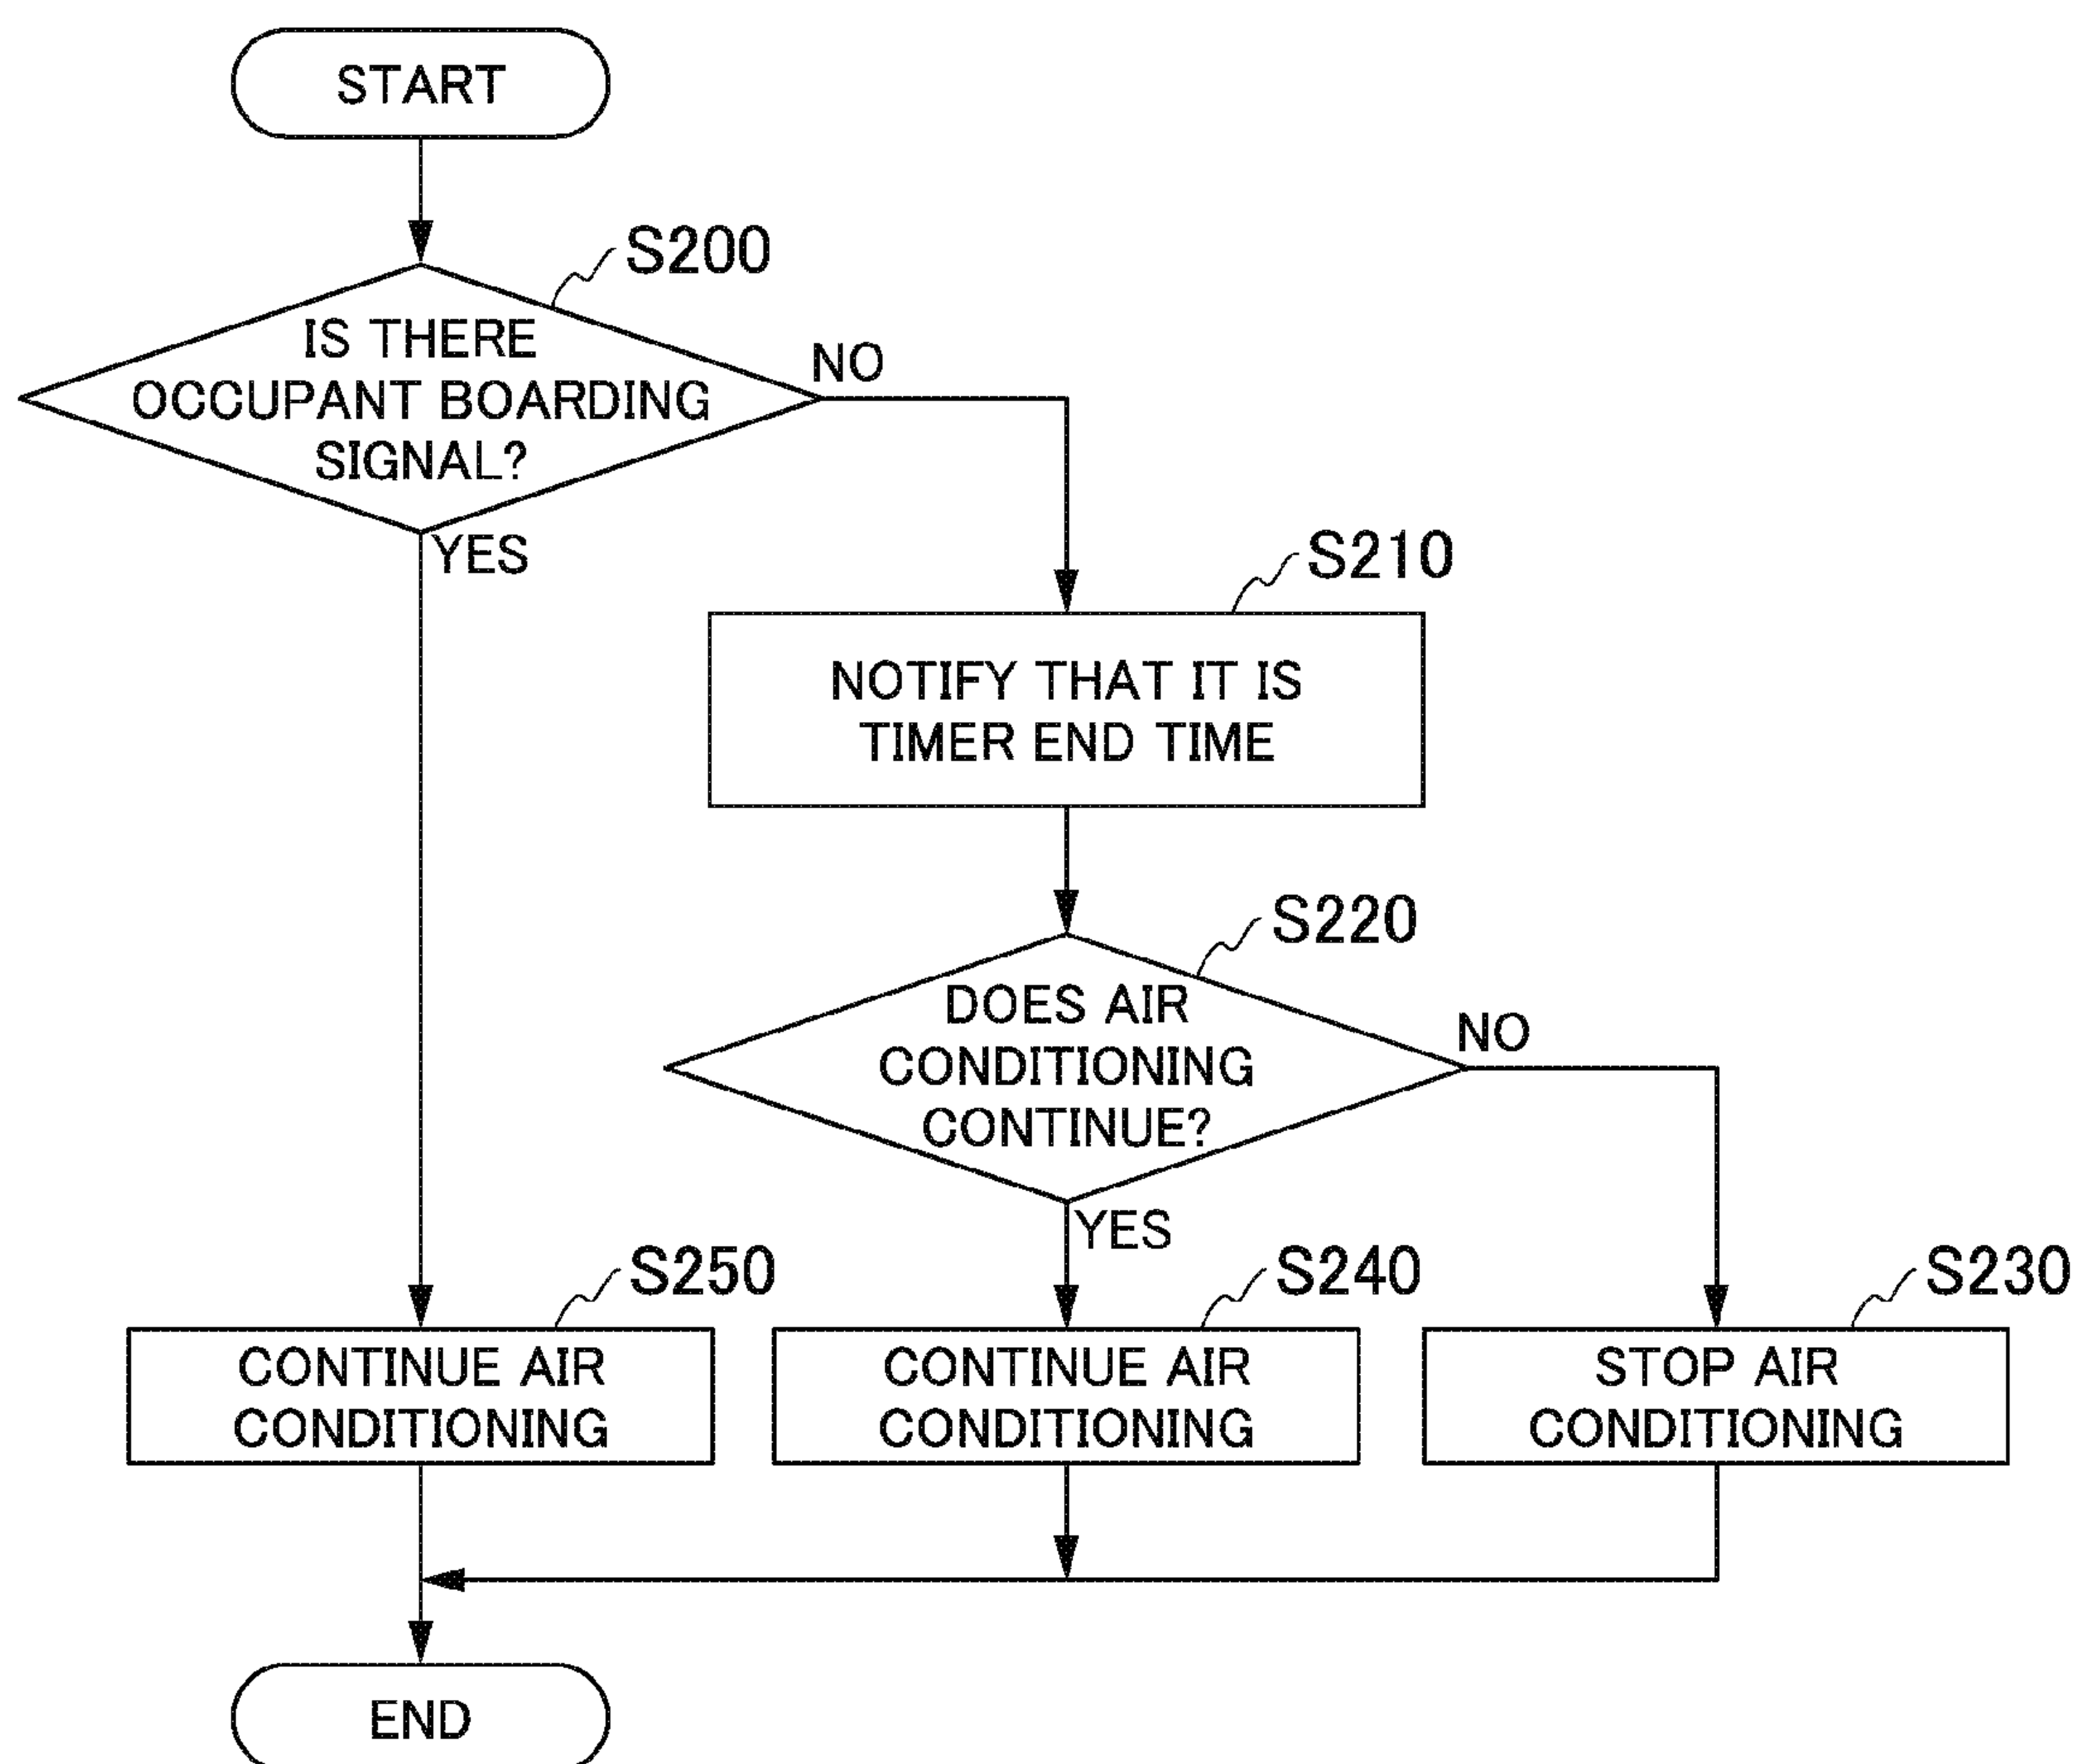 START
S200
IS THERE
OCCUPANT BOARDING
SIGNAL?
NO
YES
S210
NOTIFY THAT IT IS
TIMER END TIME
S220
DOES AIR
CONDITIONING
CONTINUE?
NO
YES
S250
CONTINUE AIR
CONDITIONING
S240
CONTINUE AIR
CONDITIONING
S230
STOP AIR
CONDITIONING
END